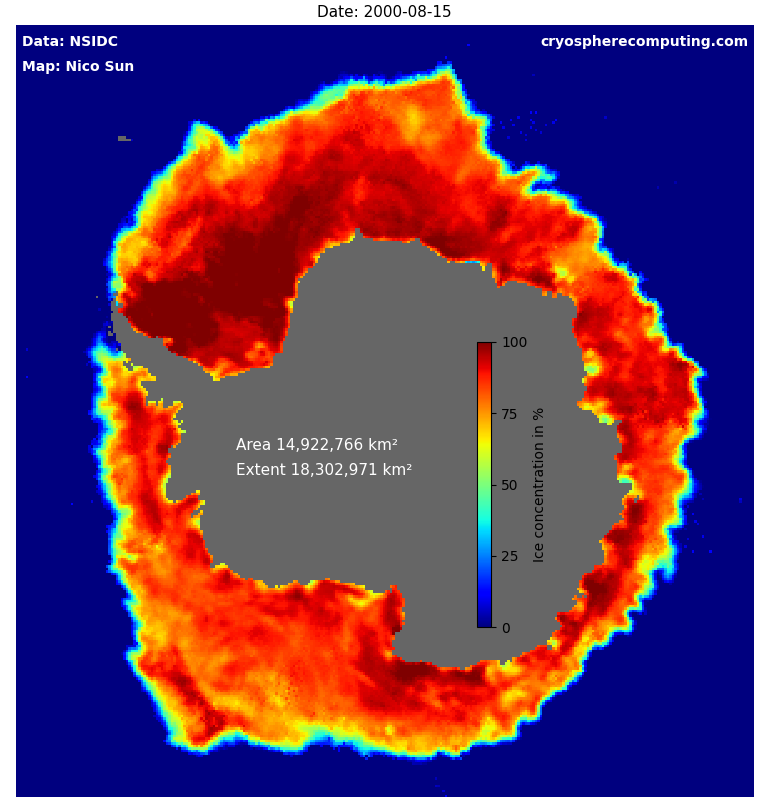 Date: 2000-08-15
Data: NSIDC
cryospherecomputing.com
Map: Nico Sun
Area 14,922,766 km²
Extent 18,302,971 km²
100
75
50
25
0
Ice concentration in %